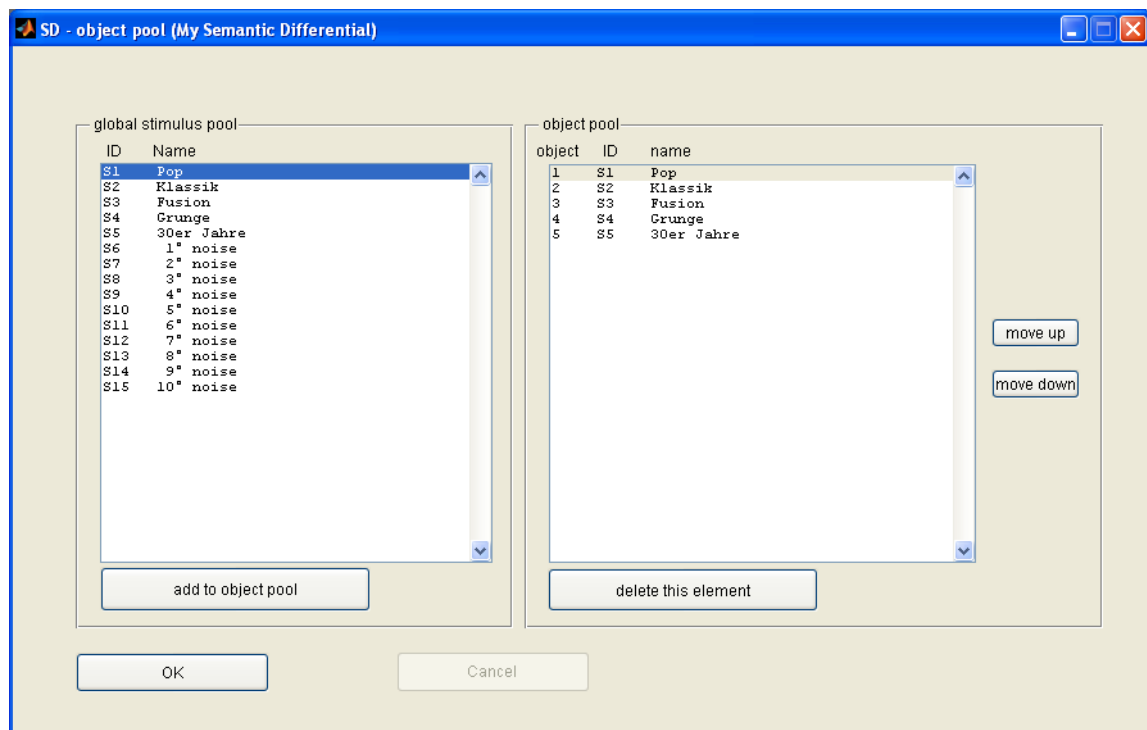 SD - object pool (My Semantic Differential)
global stimulus pool
ID Name
S1 Pop
S2 Klassik
S3 Fusion
S4 Grunge
S5 30er Jahre
S6 1° noise
S7 2° noise
S8 3° noise
S9 4° noise
S10 5° noise
S11 6° noise
S12 7° noise
S13 8° noise
S14 9° noise
S15 10° noise
add to object pool
object pool
object ID name
1 S1 Pop
2 S2 Klassik
3 S3 Fusion
4 S4 Grunge
5 S5 30er Jahre
delete this element
move up
move down
OK
Cancel